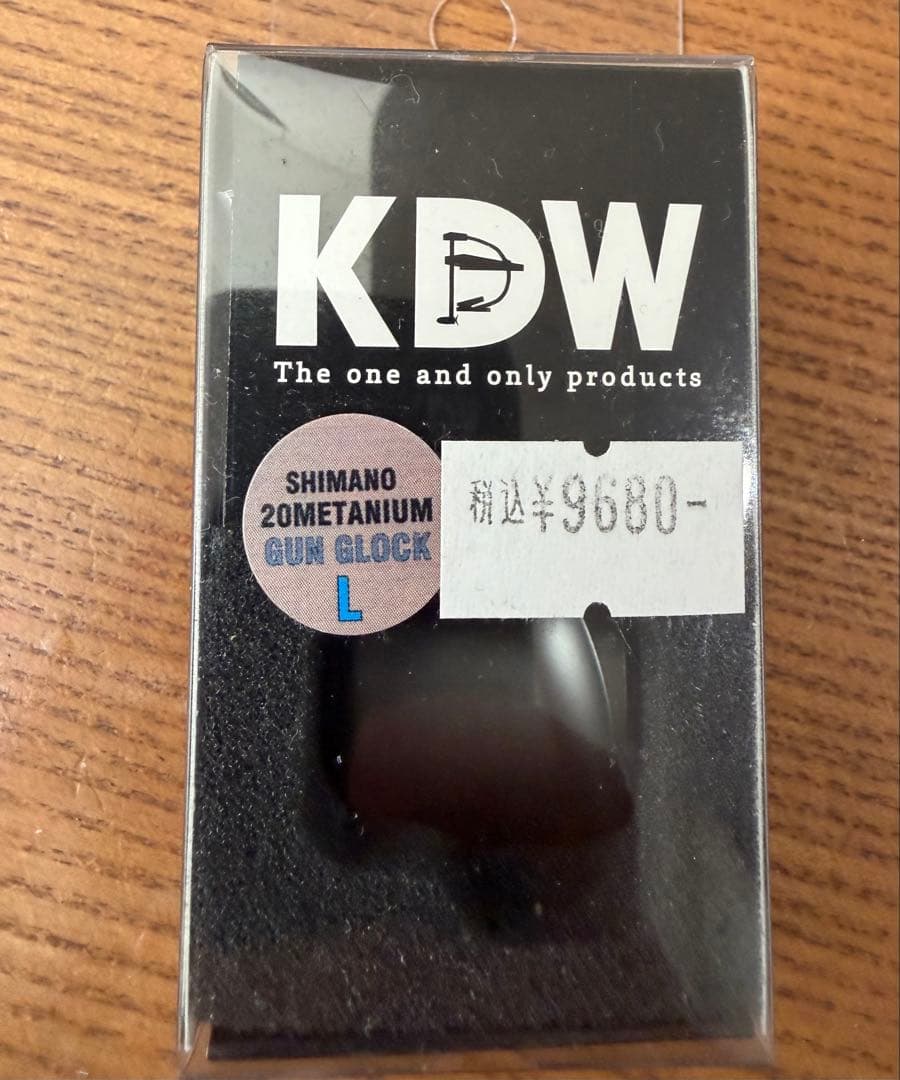 KDW
The one and only products
SHIMANO
20METANIUM
GUN GLOCK
L
税込¥9680-